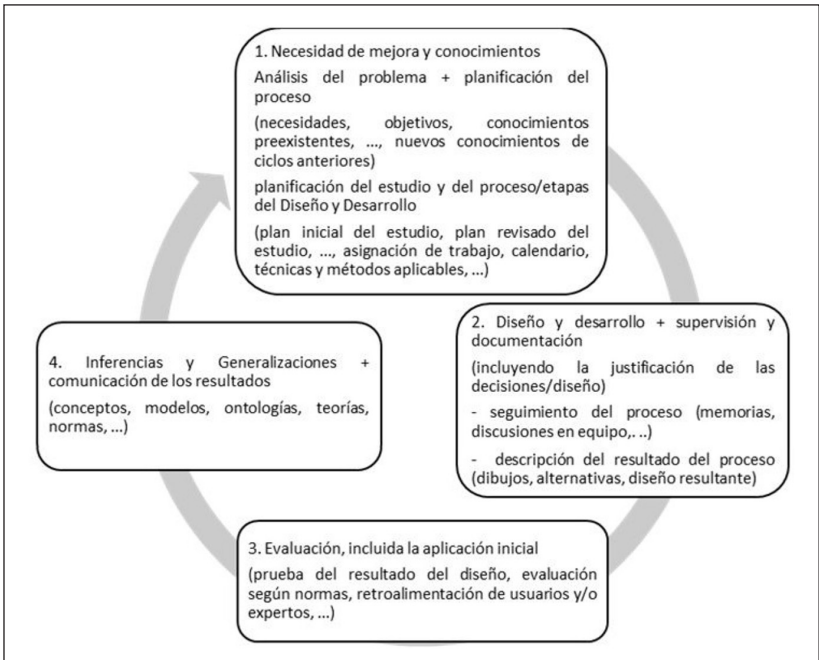 1. Necesidad de mejora y conocimientos
Análisis del problema + planificación del
proceso
(necesidades, objetivos, conocimientos
preexistentes, ..., nuevos conocimientos de
ciclos anteriores)
planificación del estudio y del proceso/etapas
del Diseño y Desarrollo
(plan inicial del estudio, plan revisado del
estudio, ..., asignación de trabajo, calendario,
técnicas y métodos aplicables, ...)
2. Diseño y desarrollo + supervisión y
documentación
(incluyendo la justificación de las
decisiones/diseño)
- seguimiento del proceso (memorias,
discusiones en equipo,. ..)
- descripción del resultado del proceso
(dibujos, alternativas, diseño resultante)
3. Evaluación, incluida la aplicación inicial
(prueba del resultado del diseño, evaluación
según normas, retroalimentación de usuarios y/o
expertos, ...)
4. Inferencias y Generalizaciones +
comunicación de los resultados
(conceptos, modelos, ontologías, teorías,
normas, ...)